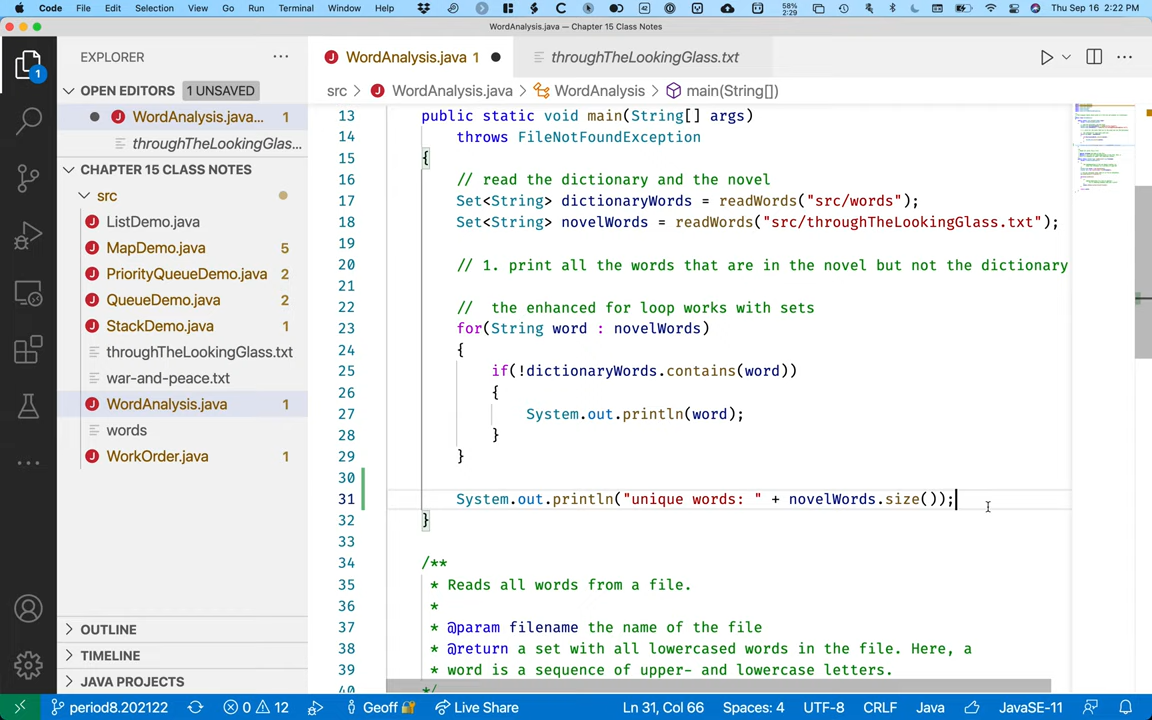 Code File Edit Selection View Go Run Terminal Window Help 58% 2:29 Thu Sep 16 2:22 PM
WordAnalysis.java — Chapter 15 Class Notes
EXPLORER
WordAnalysis.java 1
throughTheLookingGlass.txt
OPEN EDITORS 1 UNSAVED
src > WordAnalysis.java > WordAnalysis > main(String[])
WordAnalysis.java... 1
throughTheLookingGlas...
CHAPTER 15 CLASS NOTES
src
ListDemo.java
MapDemo.java 5
PriorityQueueDemo.java 2
QueueDemo.java 2
StackDemo.java 1
throughTheLookingGlass.txt
war-and-peace.txt
WordAnalysis.java 1
words
WorkOrder.java 1
OUTLINE
TIMELINE
JAVA PROJECTS
1
13 public static void main(String[] args)
14 throws FileNotFoundException
15 {
16 // read the dictionary and the novel
17 Set<String> dictionaryWords = readWords("src/words");
18 Set<String> novelWords = readWords("src/throughTheLookingGlass.txt");
19
20 // 1. print all the words that are in the novel but not the dictionary
21
22 //  the enhanced for loop works with sets
23 for(String word : novelWords)
24 {
25 if(!dictionaryWords.contains(word))
26 {
27 System.out.println(word);
28 }
29 }
30
31 System.out.println("unique words: " + novelWords.size());
32 }
33
34 /**
35 * Reads all words from a file.
36 *
37 * @param filename the name of the file
38 * @return a set with all lowercased words in the file. Here, a
39 * word is a sequence of upper- and lowercase letters.
40 */
period8.202122 0 12 Geoff Live Share Ln 31, Col 66 Spaces: 4 UTF-8 CRLF Java JavaSE-11